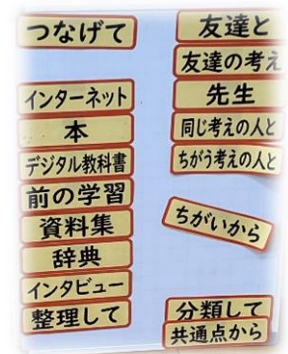 つなげて
インターネット
本
デジタル教科書
前の学習
資料集
辞典
インタビュー
整理して
友達と
友達の考え
先生
同じ考えの人と
ちがう考えの人と
ちがいから
分類して
共通点から